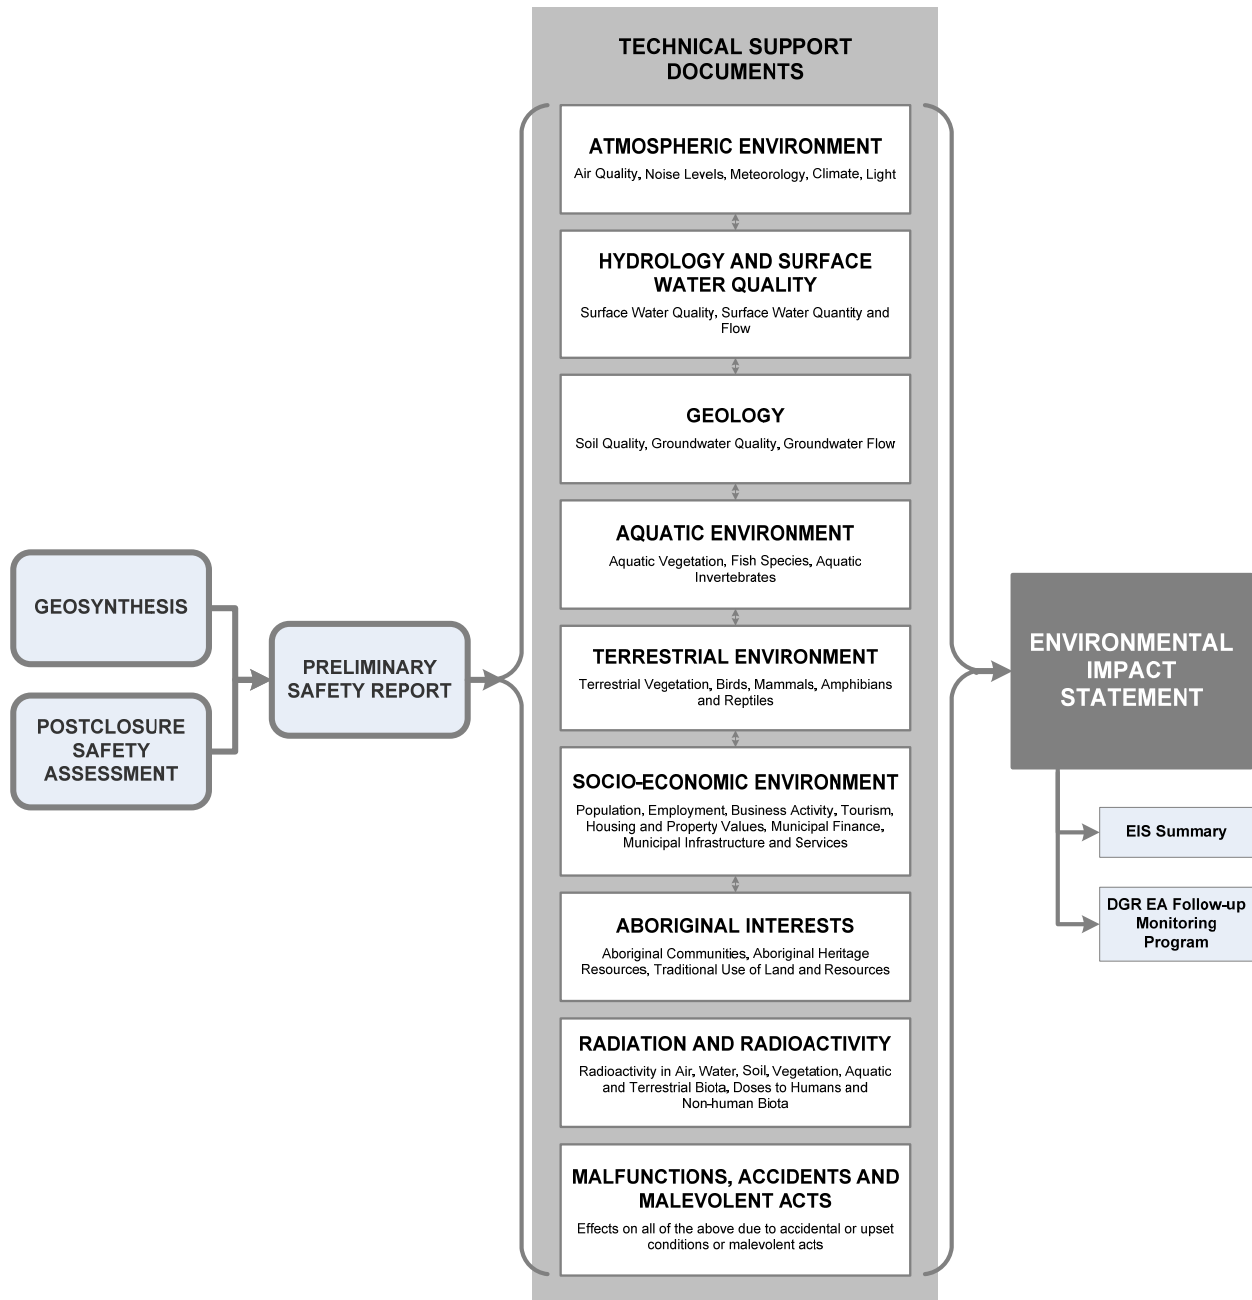 TECHNICAL SUPPORT
DOCUMENTS
ATMOSPHERIC ENVIRONMENT
Air Quality, Noise Levels, Meteorology, Climate, Light
HYDROLOGY AND SURFACE
WATER QUALITY
Surface Water Quality, Surface Water Quantity and
Flow
GEOLOGY
Soil Quality, Groundwater Quality, Groundwater Flow
AQUATIC ENVIRONMENT
Aquatic Vegetation, Fish Species, Aquatic
Invertebrates
TERRESTRIAL ENVIRONMENT
Terrestrial Vegetation, Birds, Mammals, Amphibians
and Reptiles
SOCIO-ECONOMIC ENVIRONMENT
Population, Employment, Business Activity, Tourism,
Housing and Property Values, Municipal Finance,
Municipal Infrastructure and Services
ABORIGINAL INTERESTS
Aboriginal Communities, Aboriginal Heritage
Resources, Traditional Use of Land and Resources
RADIATION AND RADIOACTIVITY
Radioactivity in Air, Water, Soil, Vegetation, Aquatic
and Terrestrial Biota, Doses to Humans and
Non-human Biota
MALFUNCTIONS, ACCIDENTS AND
MALEVOLENT ACTS
Effects on all of the above due to accidental or upset
conditions or malevolent acts
GEOSYNTHESIS
POSTCLOSURE
SAFETY
ASSESSMENT
PRELIMINARY
SAFETY REPORT
ENVIRONMENTAL
IMPACT
STATEMENT
EIS Summary
DGR EA Follow-up
Monitoring
Program